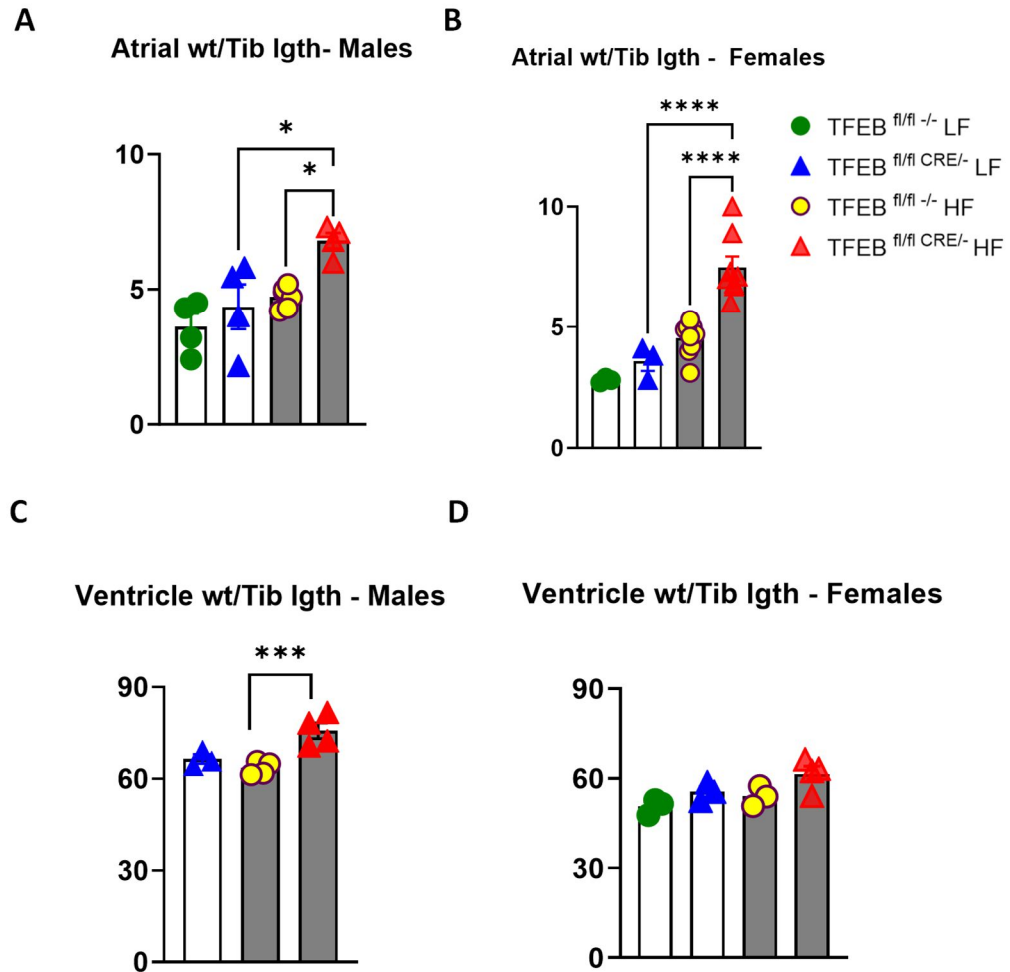 A
Atrial wt/Tib lgth- Males
*
*
10
5
0
B
Atrial wt/Tib lgth - Females
****
****
10
5
0
TFEB fl/fl -/- LF
TFEB fl/fl CRE/- LF
TFEB fl/fl -/- HF
TFEB fl/fl CRE/- HF
C
Ventricle wt/Tib lgth - Males
***
90
60
30
0
D
Ventricle wt/Tib lgth - Females
90
60
30
0